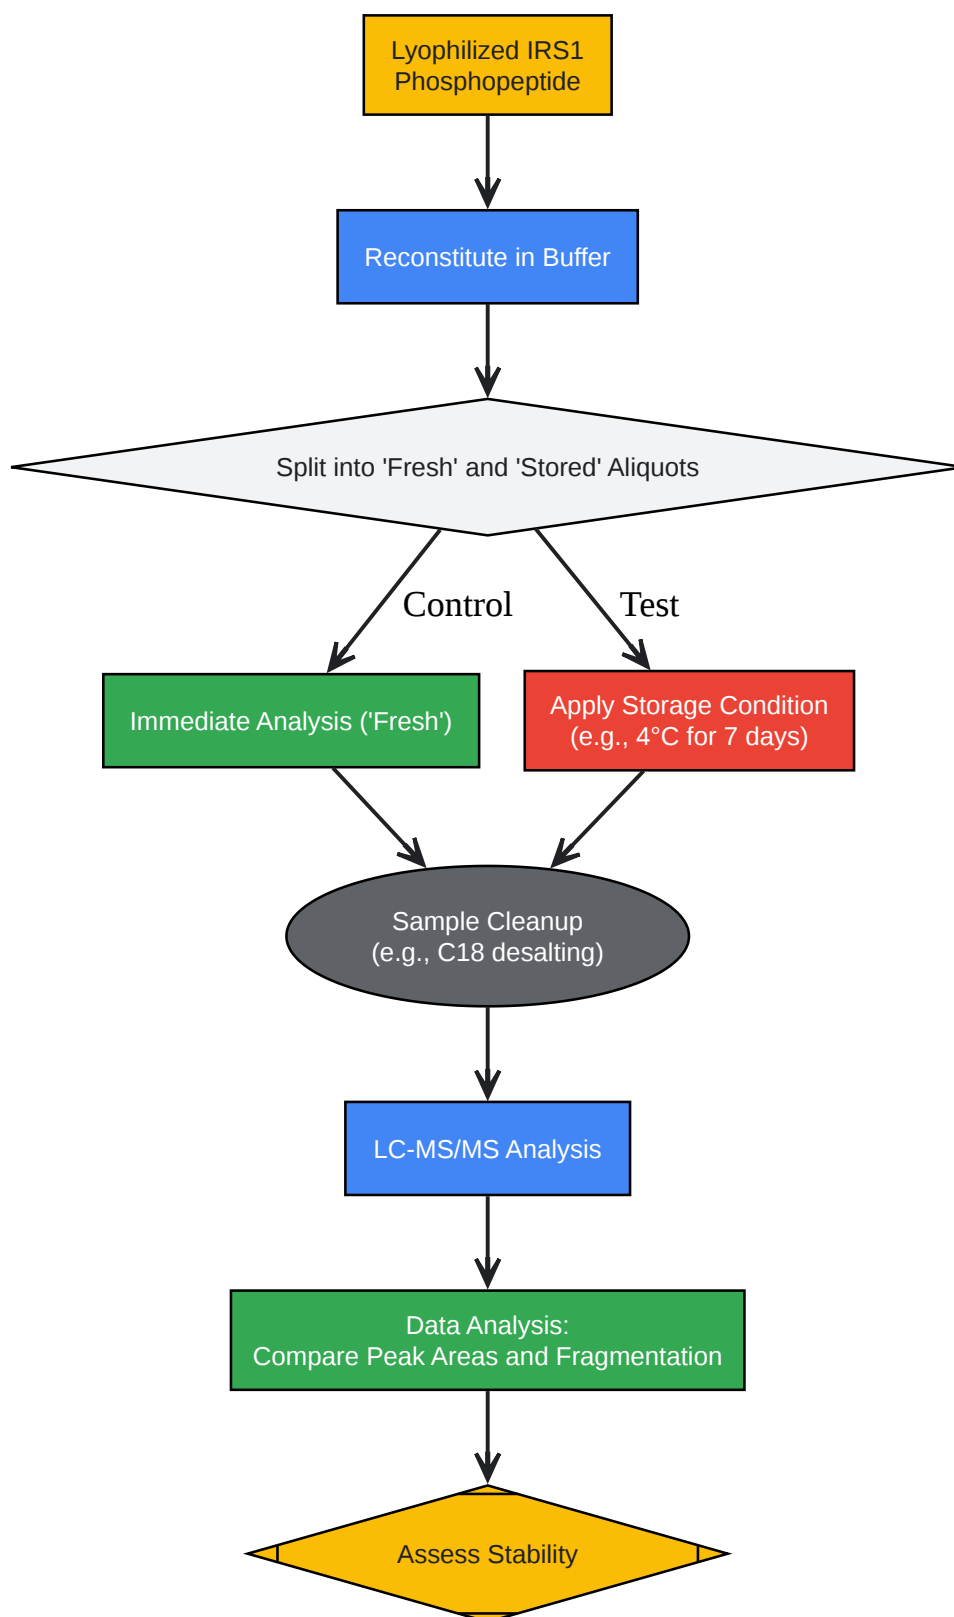 Lyophilized IRS1
Phosphopeptide
Reconstitute in Buffer
Split into 'Fresh' and 'Stored' Aliquots
Control
Test
Immediate Analysis ('Fresh')
Apply Storage Condition
(e.g., 4°C for 7 days)
Sample Cleanup
(e.g., C18 desalting)
LC-MS/MS Analysis
Data Analysis:
Compare Peak Areas and Fragmentation
Assess Stability